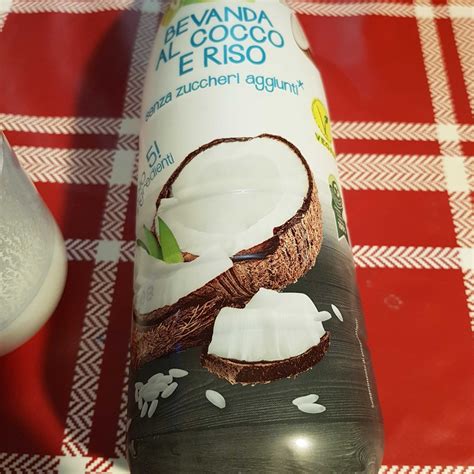 BEVANDA
AL COCCO
E RISO
senza zuccheri aggiunti*
5!
ingredienti